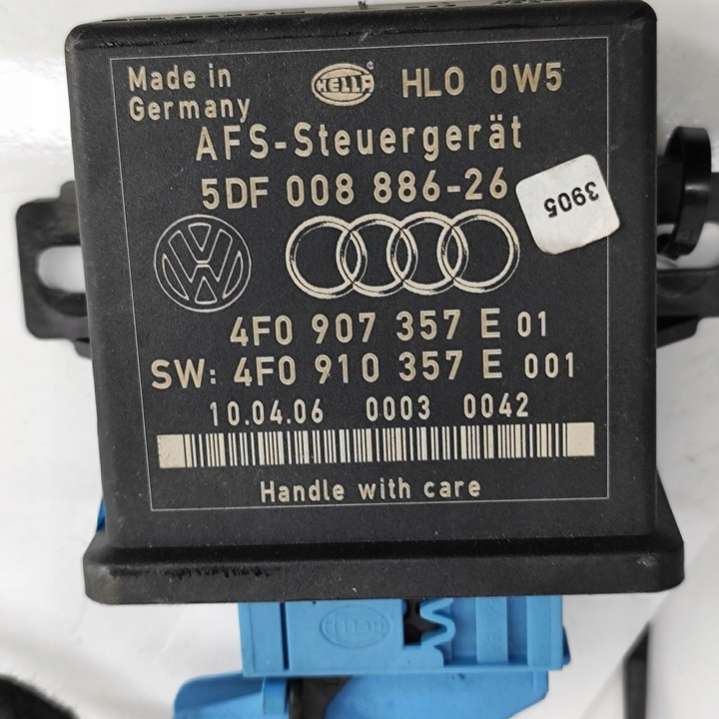 Made in
Germany
HELLA
HLO 0W5
AFS-Steuergerät
5DF 008 886-26
3905
4F0 907 357 E 01
SW: 4F0 910 357 E 001
10.04.06 0003 0042
Handle with care
HELLA